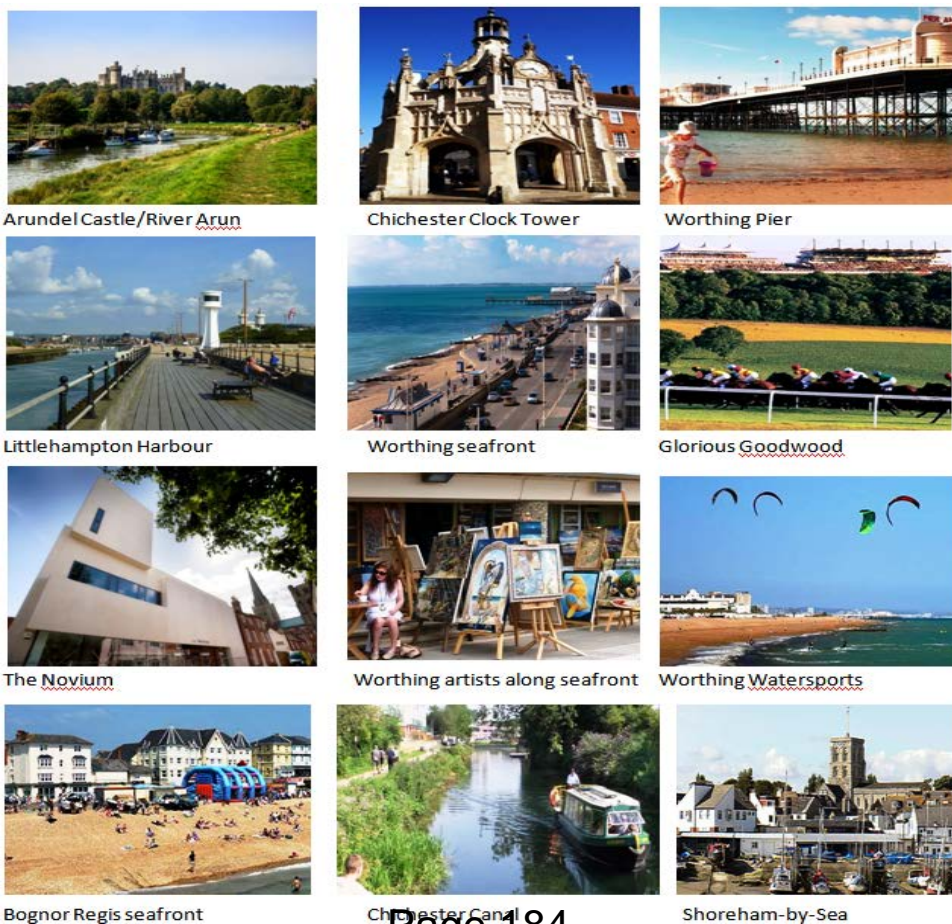 Arundel Castle/River Arun
Chichester Clock Tower
Worthing Pier
Littlehampton Harbour
Worthing seafront
Glorious Goodwood
The Novium
Worthing artists along seafront
Worthing Watersports
Bognor Regis seafront
Chichester Canal
Shoreham-by-Sea
Page 184